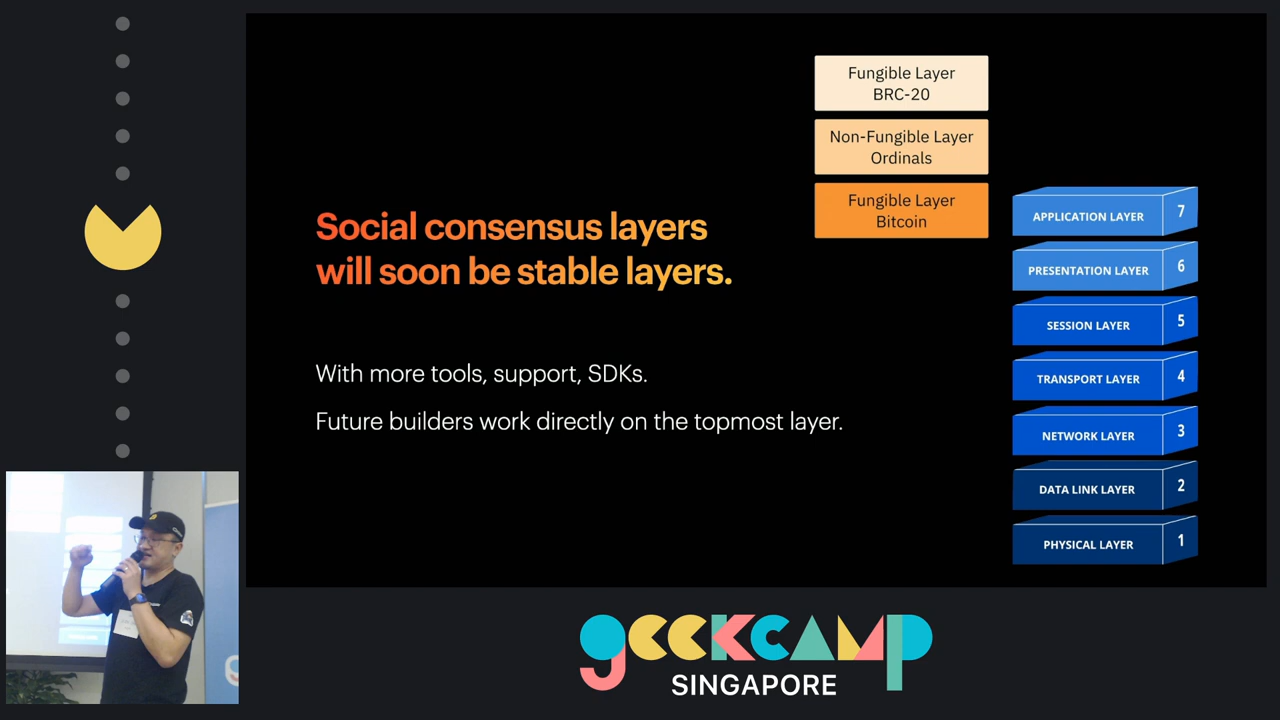 Fungible Layer
BRC-20
Non-Fungible Layer
Ordinals
Fungible Layer
Bitcoin
Social consensus layers
will soon be stable layers.
With more tools, support, SDKs.
Future builders work directly on the topmost layer.
APPLICATION LAYER 7
PRESENTATION LAYER 6
SESSION LAYER 5
TRANSPORT LAYER 4
NETWORK LAYER 3
DATA LINK LAYER 2
PHYSICAL LAYER 1
geekcamp
SINGAPORE